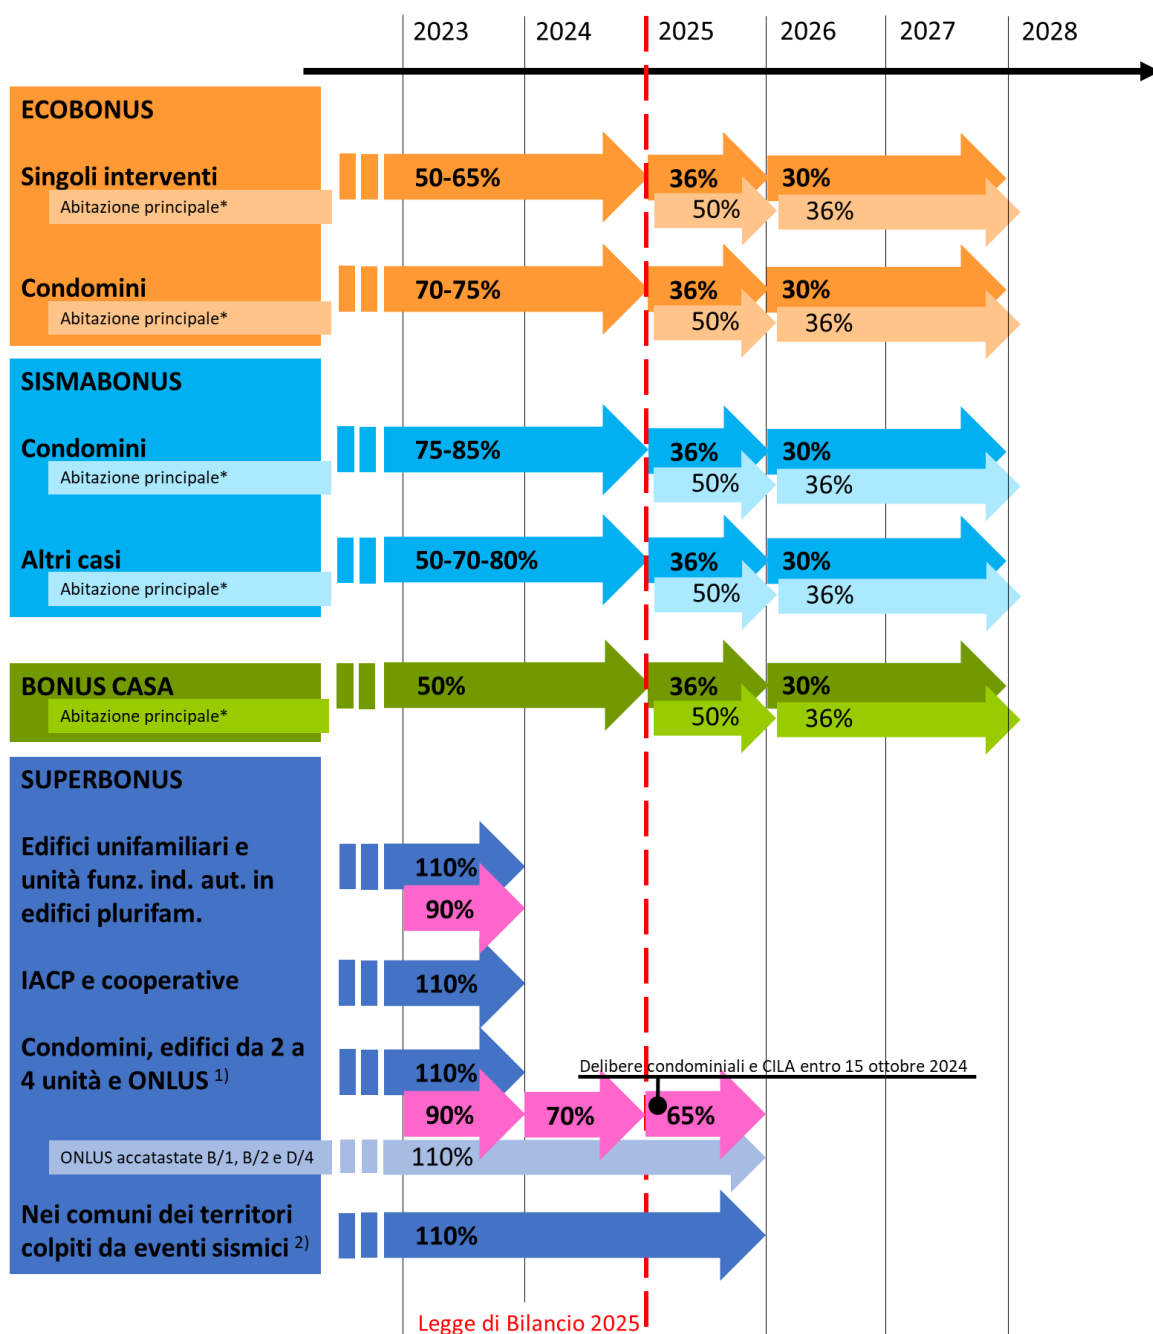 2023 2024 2025 2026 2027 2028
ECOBONUS
Singoli interventi 50-65% 36% 30%
Abitazione principale* 50% 36%
Condomini 70-75% 36% 30%
Abitazione principale* 50% 36%
SISMABONUS
Condomini 75-85% 36% 30%
Abitazione principale* 50% 36%
Altri casi 50-70-80% 36% 30%
Abitazione principale* 50% 36%
BONUS CASA 50% 36% 30%
Abitazione principale* 50% 36%
SUPERBONUS
Edifici unifamiliari e
unità funz. ind. aut. in 110%
edifici plurifam. 90%
IACP e cooperative 110%
Condomini, edifici da 2 a
4 unità e ONLUS 1) 110%
Delibere condominiali e CILA entro 15 ottobre 2024
90% 70% 65%
ONLUS accatastate B/1, B/2 e D/4 110%
Nei comuni dei territori
colpiti da eventi sismici 2) 110%
Legge di Bilancio 2025